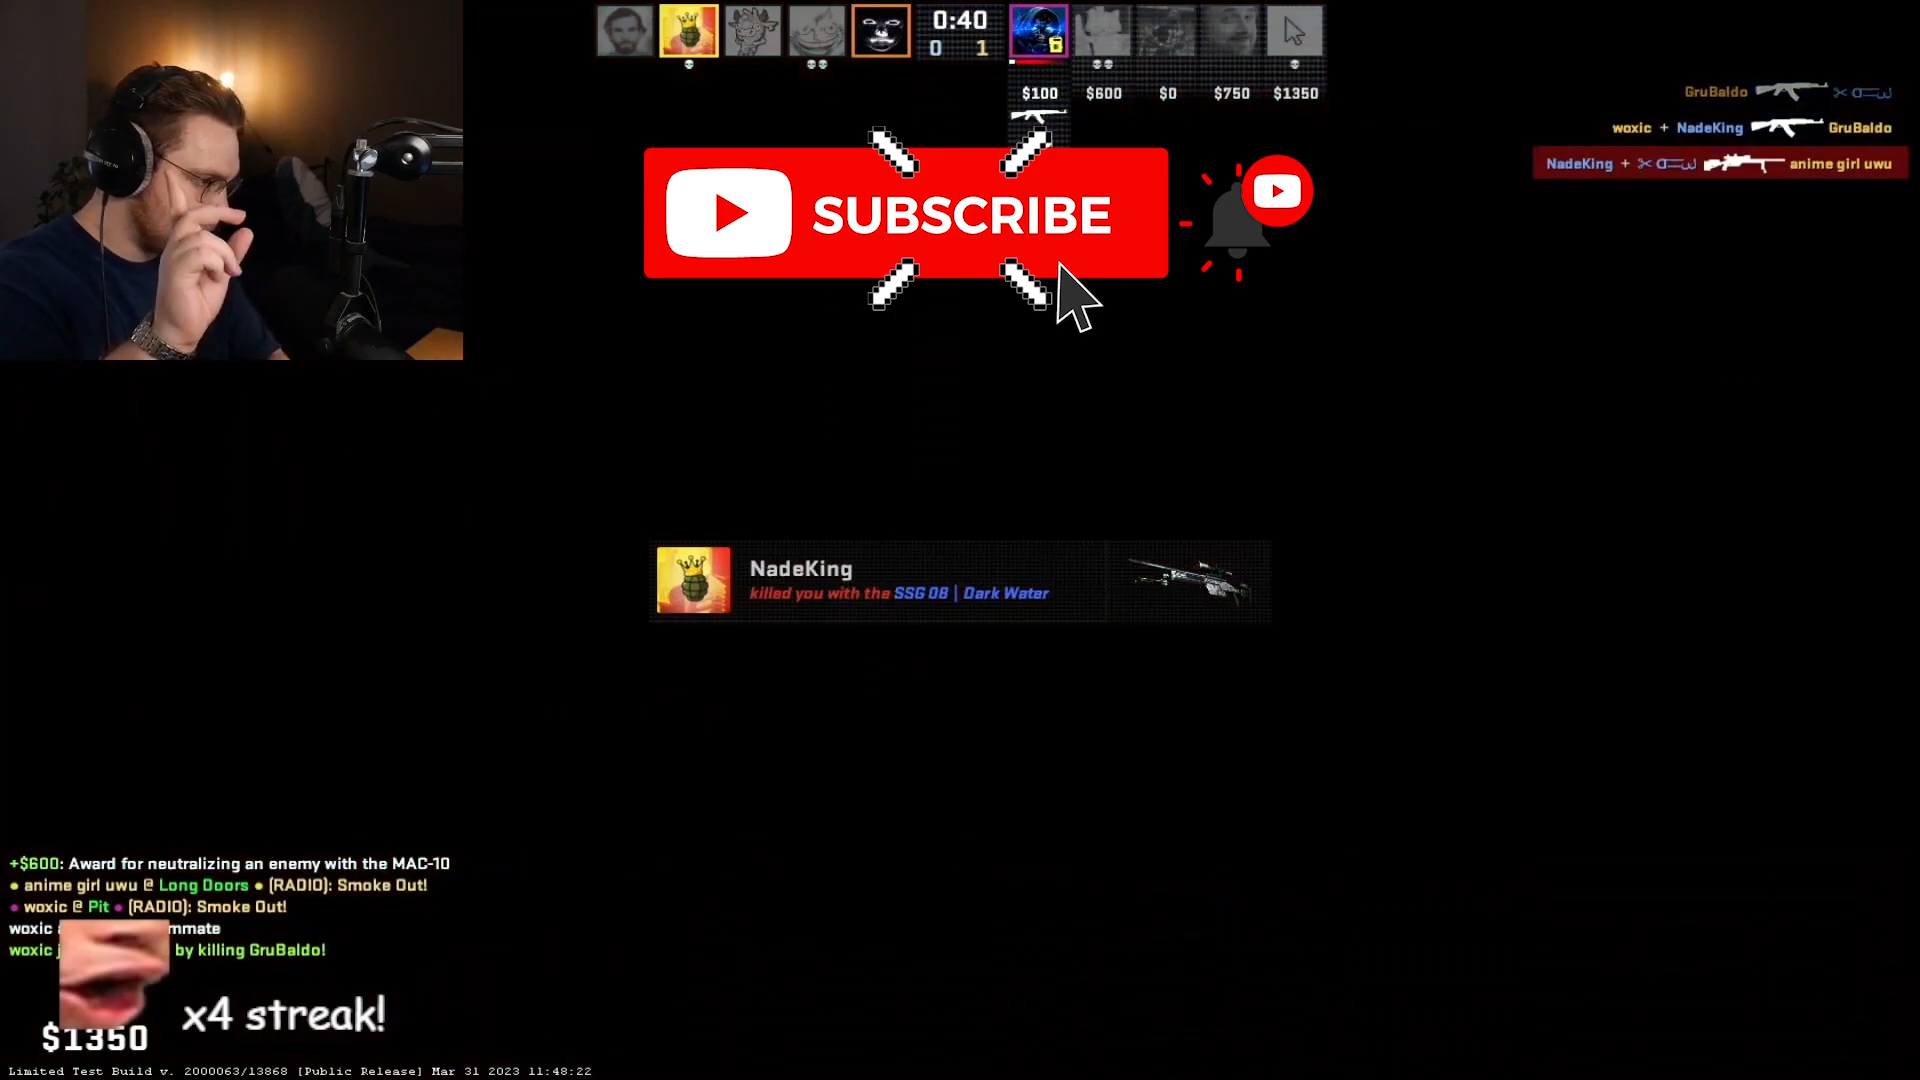 0:40
0 1
$100 $600 $0 $750 $1350
GruBaldo
woxic + NadeKing GruBaldo
NadeKing + anime girl uwu
SUBSCRIBE
NadeKing
killed you with the SSG 08 | Dark Water
+$600: Award for neutralizing an enemy with the MAC-10
• anime girl uwu @ Long Doors • (RADIO): Smoke Out!
• woxic @ Pit • (RADIO): Smoke Out!
woxic
woxic by killing GruBaldo!
x4 streak!
$1350
Limited Test Build v. 2000063/13868 [Public Release] Mar 31 2023 11:48:22